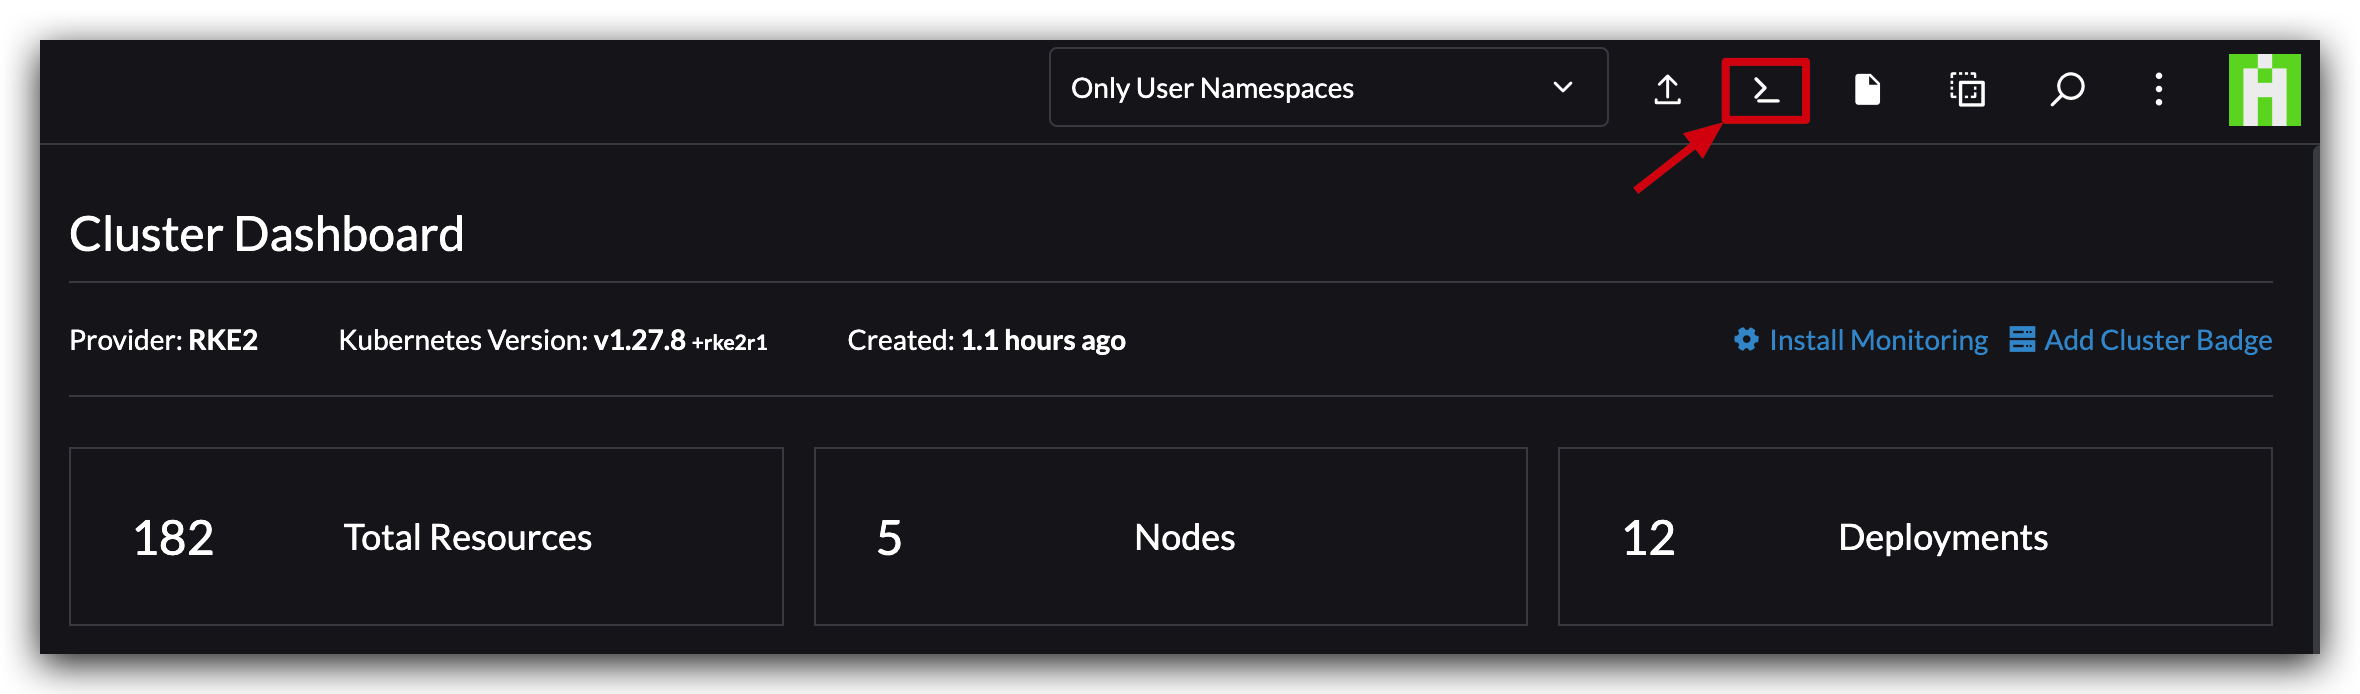 Only User Namespaces
Cluster Dashboard
Provider: RKE2 Kubernetes Version: v1.27.8 +rke2r1 Created: 1.1 hours ago Install Monitoring Add Cluster Badge
182 Total Resources 5 Nodes 12 Deployments